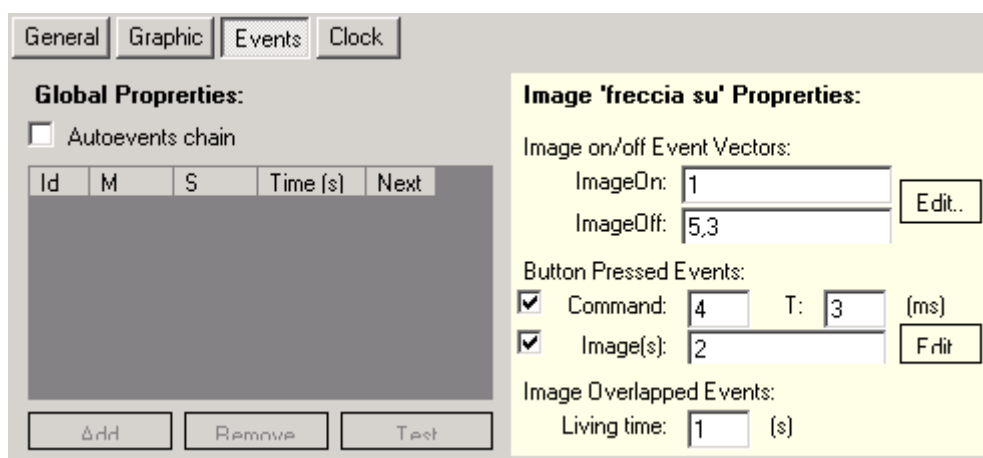 General Graphic Events Clock
Global Proprerties:
Autoevents chain
Id M S Time (s) Next
Add Remove Test
Image 'freccia su' Proprerties:
Image on/off Event Vectors:
ImageOn: 1
ImageOff: 5,3
Edit..
Button Pressed Events:
Command: 4 T: 3 (ms)
Image(s): 2 Edit
Image Overlapped Events:
Living time: 1 (s)